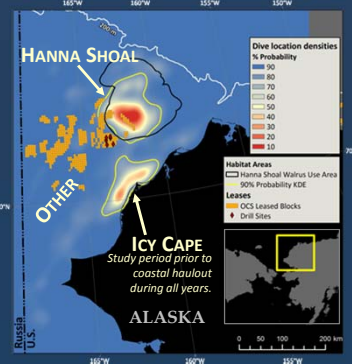 165°W
160°W
155°W
200 m
HANNA SHOAL
Dive location densities
% Probability
90
80
70
60
50
40
30
20
10
Habitat Areas
Hanna Shoal Walrus Use Area
90% Probability KDE
Leases
OCS Leased Blocks
Drill Sites
OTHER
ICY CAPE
Study period prior to
coastal haulout
during all years.
ALASKA
Russia
U.S.
0 50 100 200 km
165°W
160°W
155°W